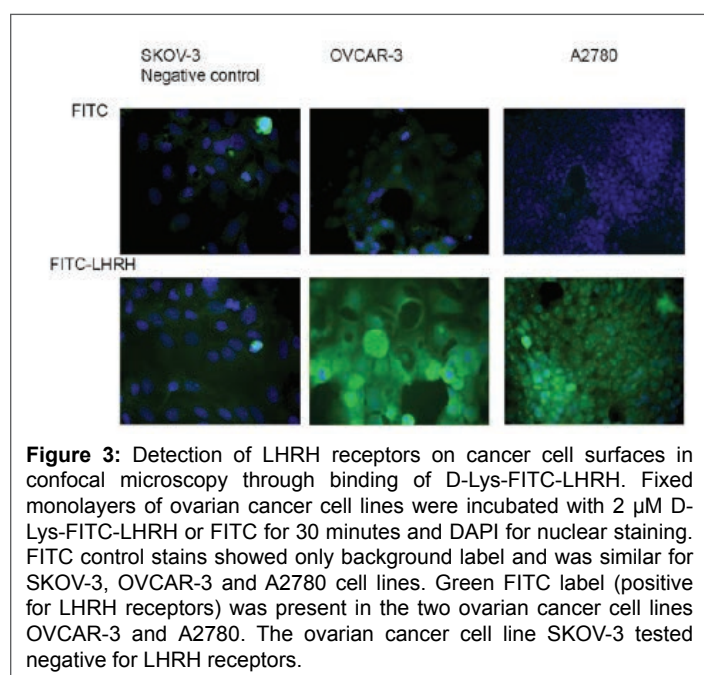 SKOV-3 OVCAR-3 A2780
Negative control
FITC
FITC-LHRH
Figure 3: Detection of LHRH receptors on cancer cell surfaces in
confocal microscopy through binding of D-Lys-FITC-LHRH. Fixed
monolayers of ovarian cancer cell lines were incubated with 2 µM D-
Lys-FITC-LHRH or FITC for 30 minutes and DAPI for nuclear staining.
FITC control stains showed only background label and was similar for
SKOV-3, OVCAR-3 and A2780 cell lines. Green FITC label (positive
for LHRH receptors) was present in the two ovarian cancer cell lines
OVCAR-3 and A2780. The ovarian cancer cell line SKOV-3 tested
negative for LHRH receptors.